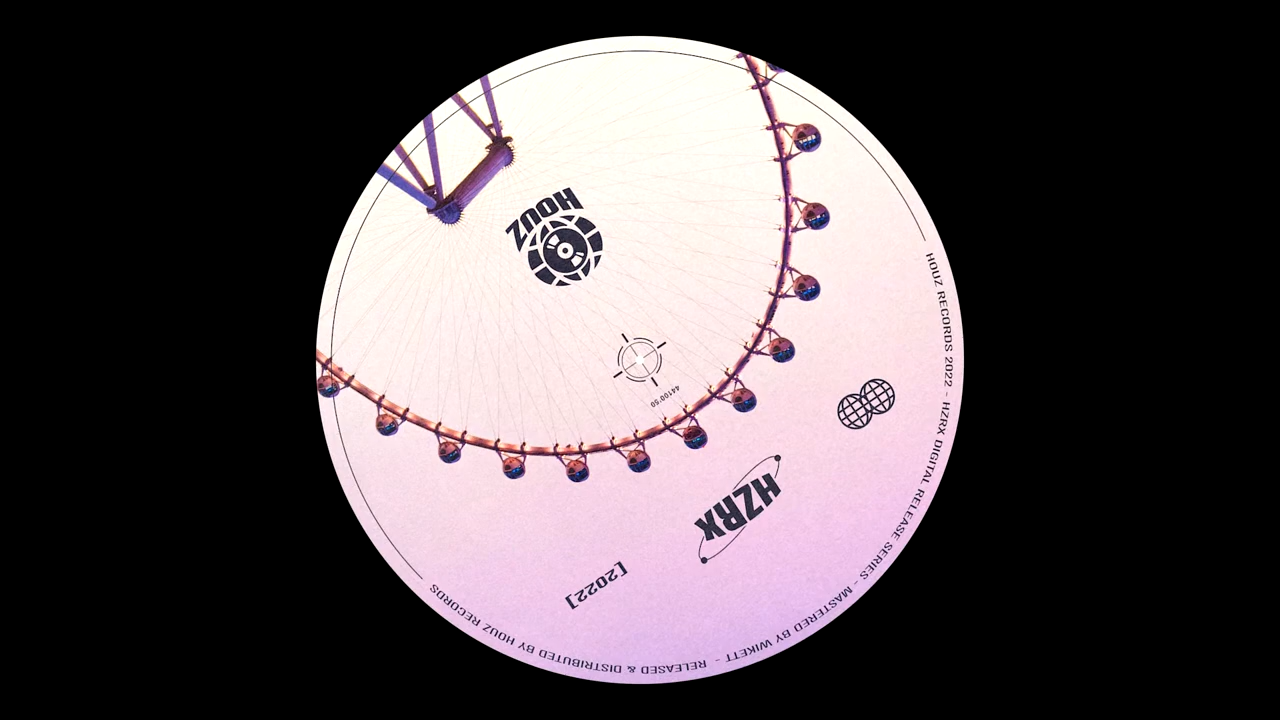 HOUZ
44100'50
HZRX
[2022]
HOUZ RECORDS 2022 - HZRX DIGITAL RELEASE SERIES - MASTERED BY WIKETT - RELEASED & DISTRIBUTED BY HOUZ RECORDS